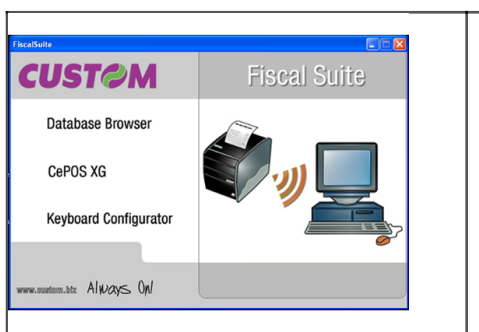 FiscalSuite
CUSTOM
Fiscal Suite
Database Browser
CePOS XG
Keyboard Configurator
www.custom.biz Always On!